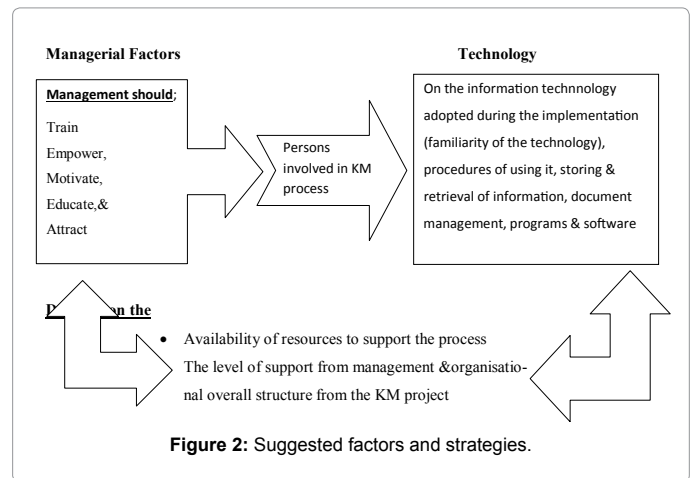 Managerial Factors
Technology
Management should;
Train
Empower,
Motivate,
Educate,&
Attract
Persons
involved in KM
process
On the information technnology
adopted during the implementation
(familiarity of the technology),
procedures of using it, storing &
retrieval of information, document
management, programs & software
on the
• Availability of resources to support the process
The level of support from management &organisatio-
nal overall structure from the KM project
Figure 2: Suggested factors and strategies.